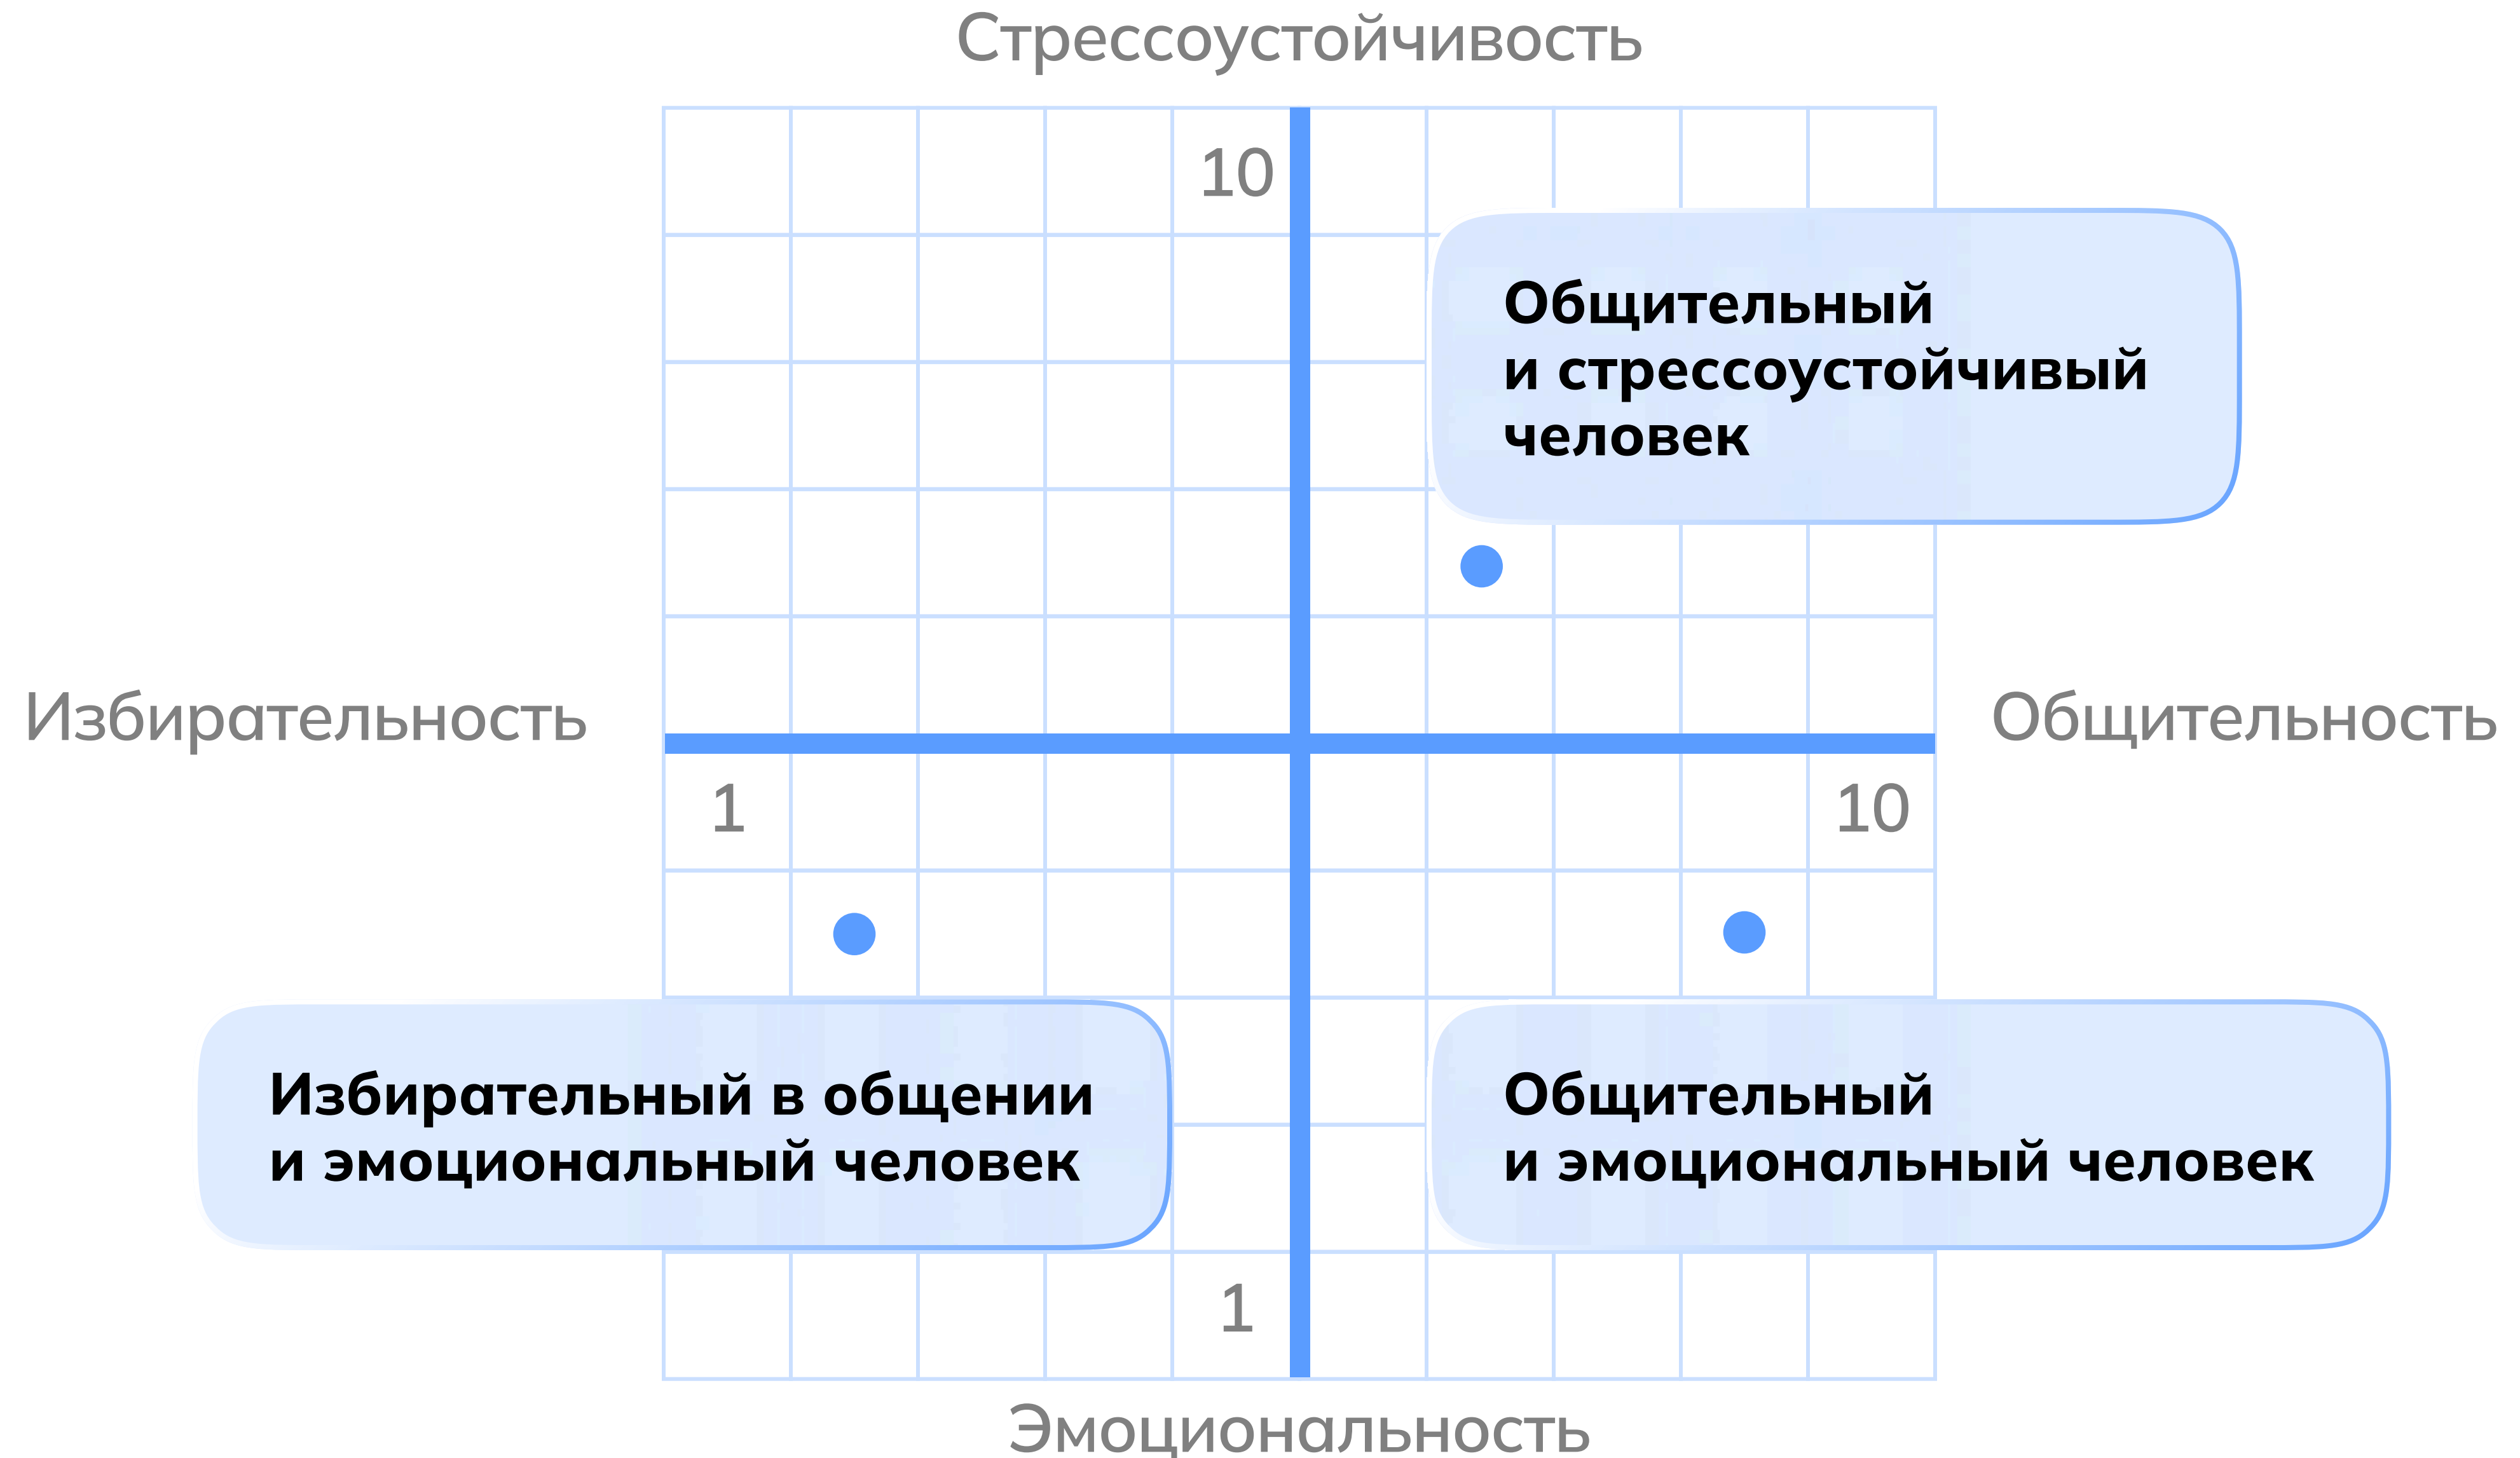 Стрессоустойчивость
10
Общительный
и стрессоустойчивый
человек
Избирательность
Общительность
1
10
Избирательный в общении
и эмоциональный человек
Общительный
и эмоциональный человек
1
Эмоциональность